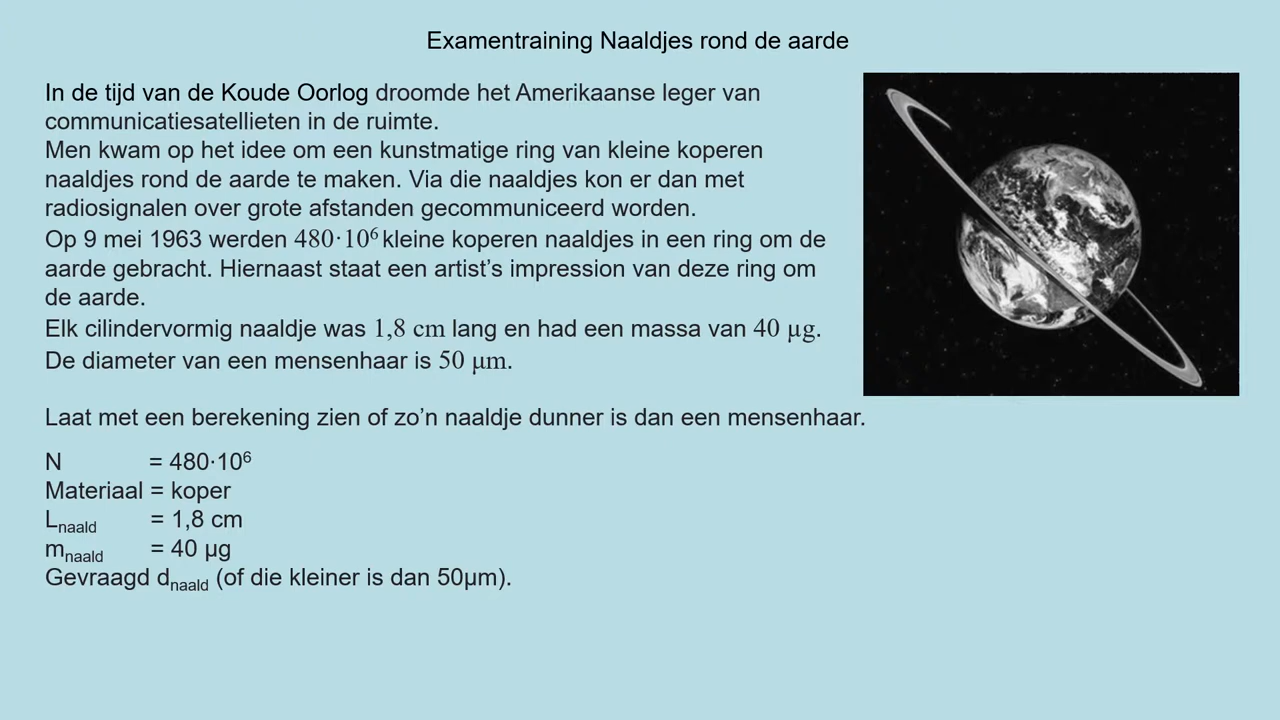 Examentraining Naaldjes rond de aarde
In de tijd van de Koude Oorlog droomde het Amerikaanse leger van
communicatiesatellieten in de ruimte.
Men kwam op het idee om een kunstmatige ring van kleine koperen
naaldjes rond de aarde te maken. Via die naaldjes kon er dan met
radiosignalen over grote afstanden gecommuniceerd worden.
Op 9 mei 1963 werden 480·10⁶ kleine koperen naaldjes in een ring om de
aarde gebracht. Hiernaast staat een artist’s impression van deze ring om
de aarde.
Elk cilindervormig naaldje was 1,8 cm lang en had een massa van 40 µg.
De diameter van een mensenhaar is 50 µm.
Laat met een berekening zien of zo’n naaldje dunner is dan een mensenhaar.
N = 480·10⁶
Materiaal = koper
Lnaald = 1,8 cm
mnaald = 40 µg
Gevraagd dnaald (of die kleiner is dan 50µm).